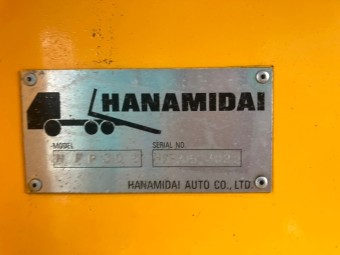 HANAMIDAI
MODEL
SERIAL NO.
HANAMIDAI AUTO CO., LTD.